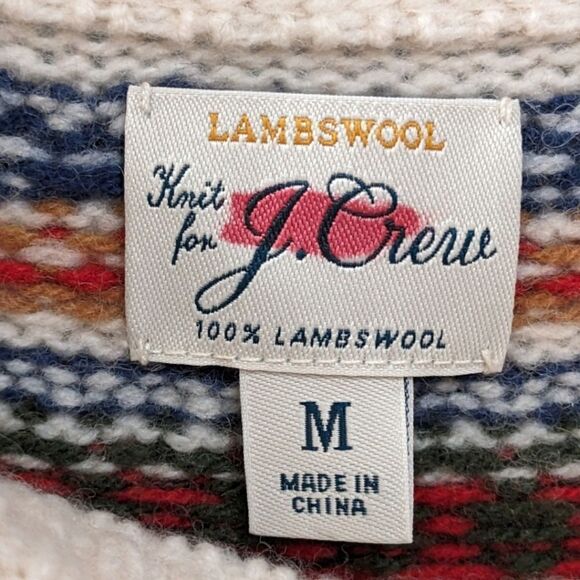 LAMBSWOOL
Knit for J.Crew
100% LAMBSWOOL
M
MADE IN
CHINA